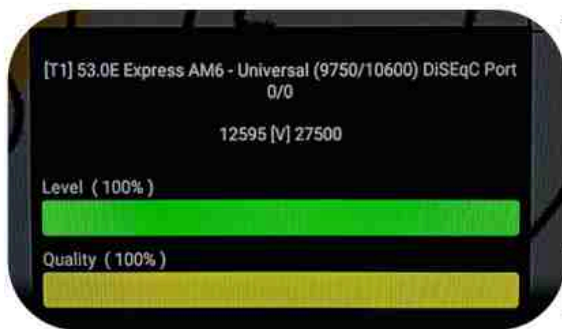 [T1] 53.0E Express AM6 - Universal (9750/10600) DiSEqC Port
0/0
12595 [V] 27500
Level ( 100% )
Quality ( 100% )